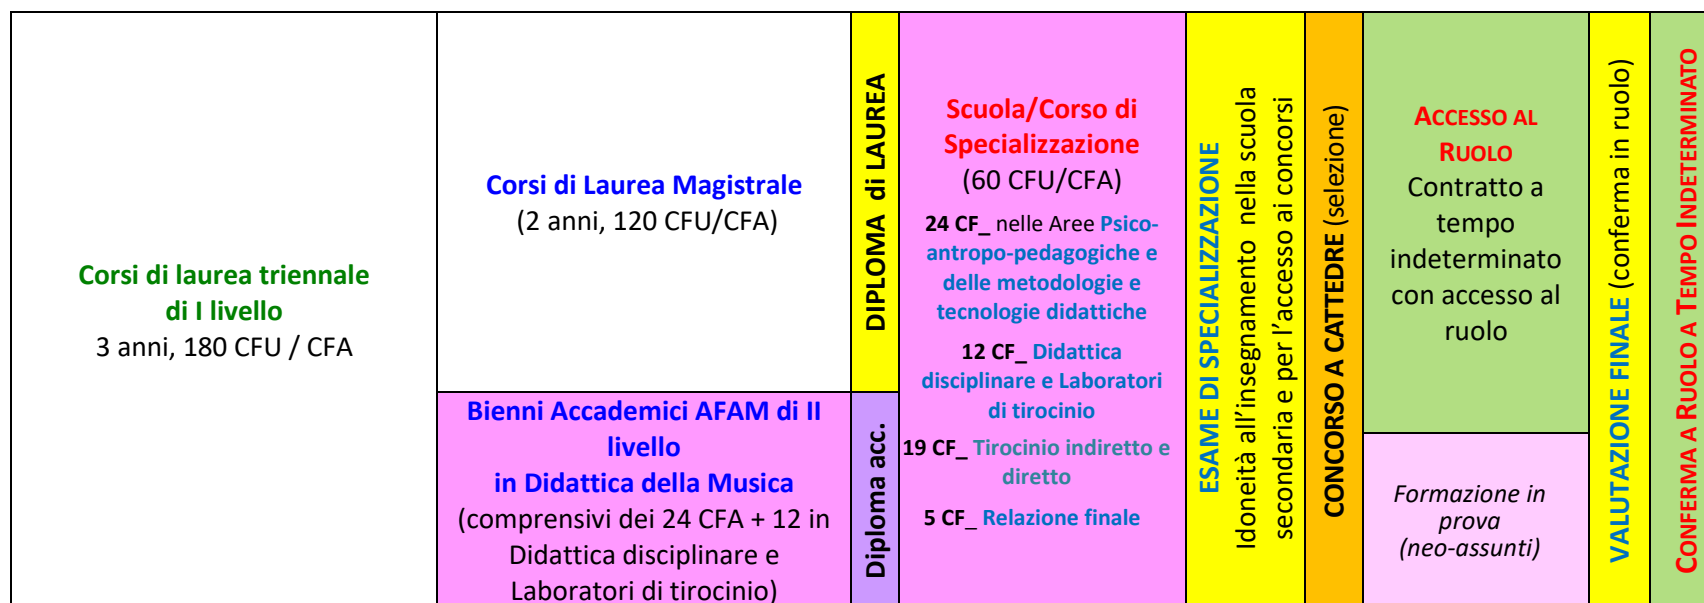 Corsi di laurea triennale
di I livello
3 anni, 180 CFU / CFA
Corsi di Laurea Magistrale
(2 anni, 120 CFU/CFA)
Bienni Accademici AFAM di II
livello
in Didattica della Musica
(comprensivi dei 24 CFA + 12 in
Didattica disciplinare e
Laboratori di tirocinio)
DIPLOMA di LAUREA
Diploma acc.
Scuola/Corso di
Specializzazione
(60 CFU/CFA)
24 CF_ nelle Aree Psico-
antropo-pedagogiche e
delle metodologie e
tecnologie didattiche
12 CF_ Didattica
disciplinare e Laboratori
di tirocinio
19 CF_ Tirocinio indiretto e
diretto
5 CF_ Relazione finale
ESAME DI SPECIALIZZAZIONE
Idoneità all'insegnamento nella scuola
secondaria e per l'accesso ai concorsi
CONCORSO A CATTEDRE (selezione)
ACCESSO AL
RUOLO
Contratto a
tempo
indeterminato
con accesso al
ruolo
Formazione in
prova
(neo-assunti)
VALUTAZIONE FINALE (conferma in ruolo)
CONFERMA A RUOLO A TEMPO INDETERMINATO